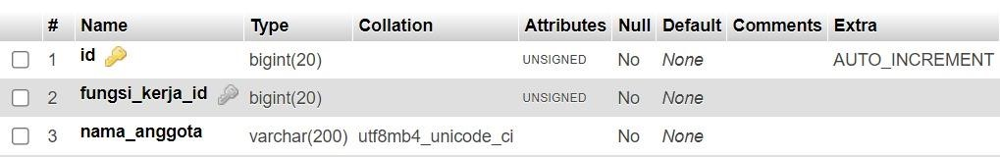 # Name Type Collation Attributes Null Default Comments Extra
1 id bigint(20) UNSIGNED No None AUTO_INCREMENT
2 fungsi_kerja_id bigint(20) UNSIGNED No None
3 nama_anggota varchar(200) utf8mb4_unicode_ci No None